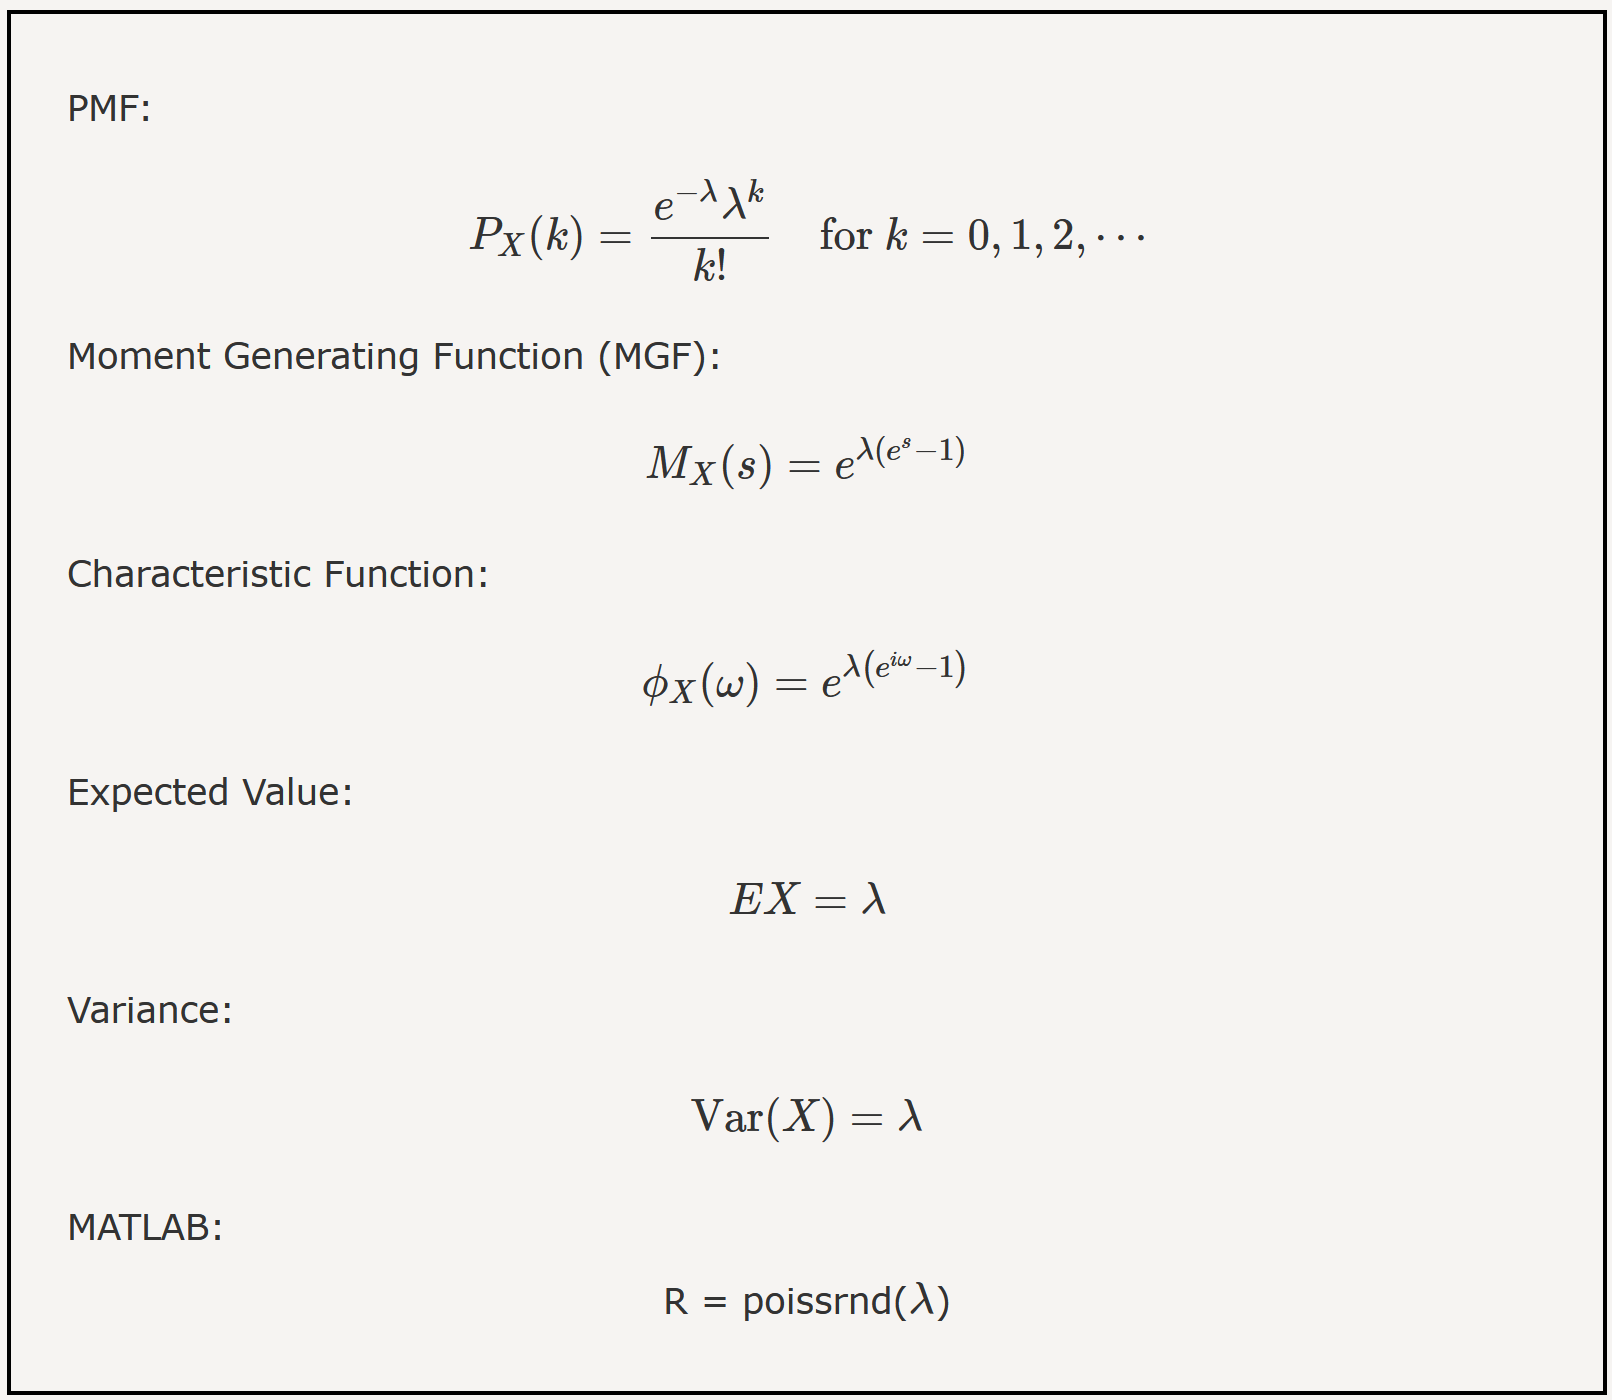 PMF:
$P_X(k) = \frac{e^{-\lambda} \lambda^k}{k!} \quad \text{for } k = 0, 1, 2, \cdots$
Moment Generating Function (MGF):
$M_X(s) = e^{\lambda(e^s - 1)}$
Characteristic Function:
$\phi_X(\omega) = e^{\lambda(e^{i\omega} - 1)}$
Expected Value:
$EX = \lambda$
Variance:
$\text{Var}(X) = \lambda$
MATLAB:
R = poissrnd(λ)